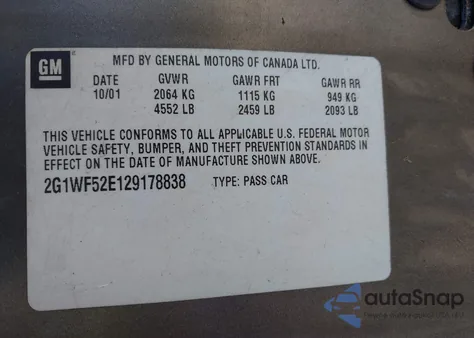 GM MFD BY GENERAL MOTORS OF CANADA LTD.
DATE GVWR GAWR FRT GAWR RR
10/01 2064 KG 1115 KG 949 KG
4552 LB 2459 LB 2093 LB
THIS VEHICLE CONFORMS TO ALL APPLICABLE U.S. FEDERAL MOTOR
VEHICLE SAFETY, BUMPER, AND THEFT PREVENTION STANDARDS IN
EFFECT ON THE DATE OF MANUFACTURE SHOWN ABOVE.
2G1WF52E129178838 TYPE: PASS CAR
autoSnap